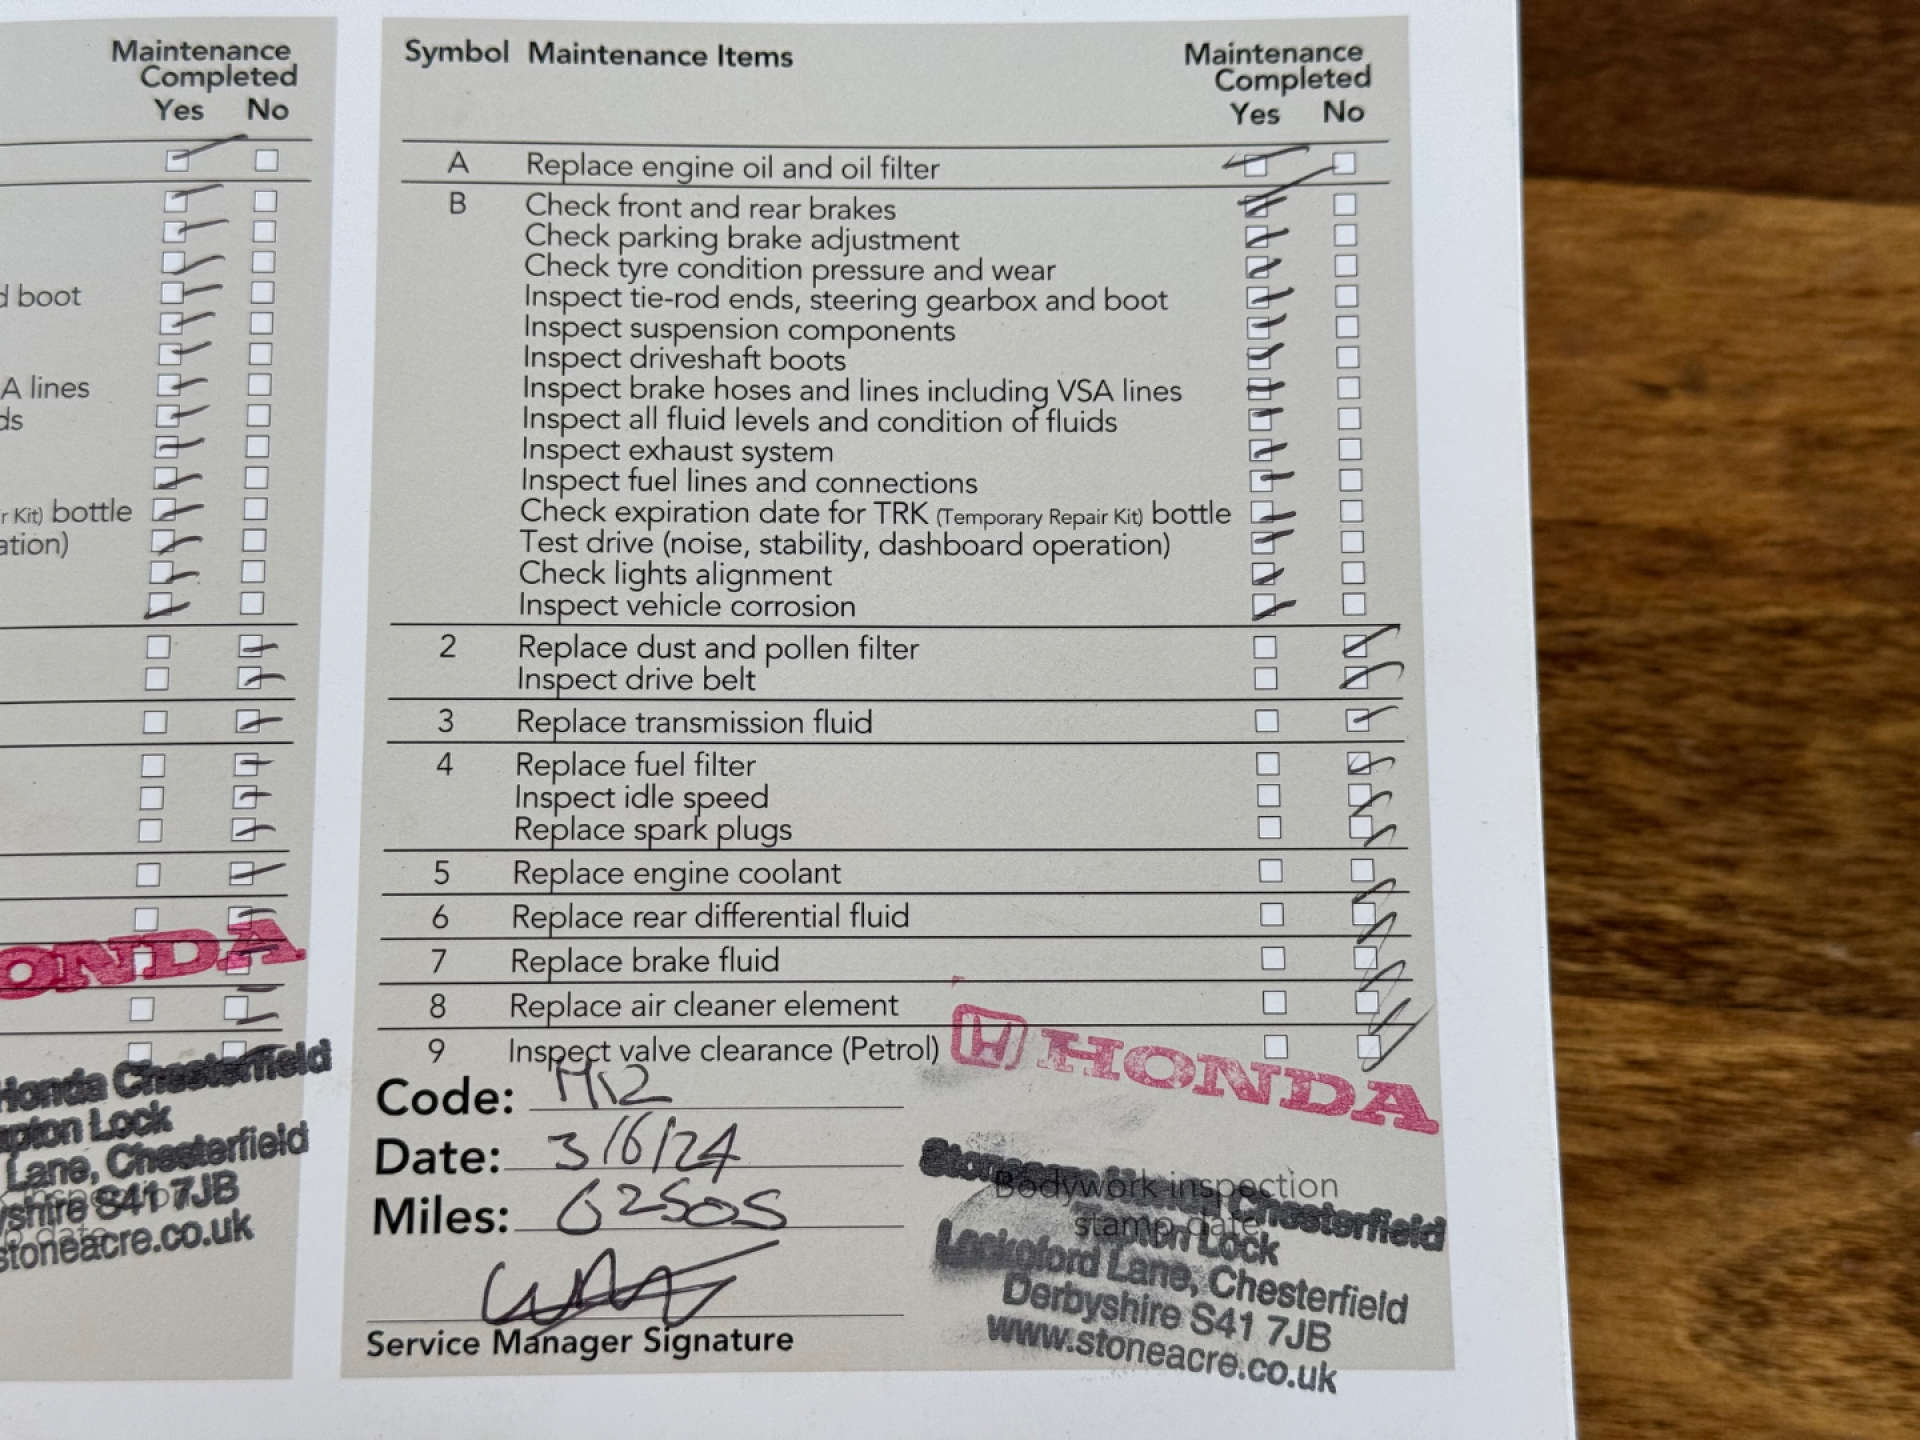 Maintenance
Completed
Yes No
d boot
A lines
ds
r Kit) bottle
ation)
ONDA
Honda Chesterfield
pton Lock
Lane, Chesterfield
yshire S41 7JB
stoneacre.co.uk
Symbol Maintenance Items Maintenance
Completed
Yes No
A Replace engine oil and oil filter
B Check front and rear brakes
Check parking brake adjustment
Check tyre condition pressure and wear
Inspect tie-rod ends, steering gearbox and boot
Inspect suspension components
Inspect driveshaft boots
Inspect brake hoses and lines including VSA lines
Inspect all fluid levels and condition of fluids
Inspect exhaust system
Inspect fuel lines and connections
Check expiration date for TRK (Temporary Repair Kit) bottle
Test drive (noise, stability, dashboard operation)
Check lights alignment
Inspect vehicle corrosion
2 Replace dust and pollen filter
Inspect drive belt
3 Replace transmission fluid
4 Replace fuel filter
Inspect idle speed
Replace spark plugs
5 Replace engine coolant
6 Replace rear differential fluid
7 Replace brake fluid
8 Replace air cleaner element
9 Inspect valve clearance (Petrol)
HONDA
Code:
Date: 3/6/24
Miles: 62505
Service Manager Signature
Bodywork inspection
stamp date
Stoneacre Chesterfield
Lock
Lockoford Lane, Chesterfield
Derbyshire S41 7JB
www.stoneacre.co.uk